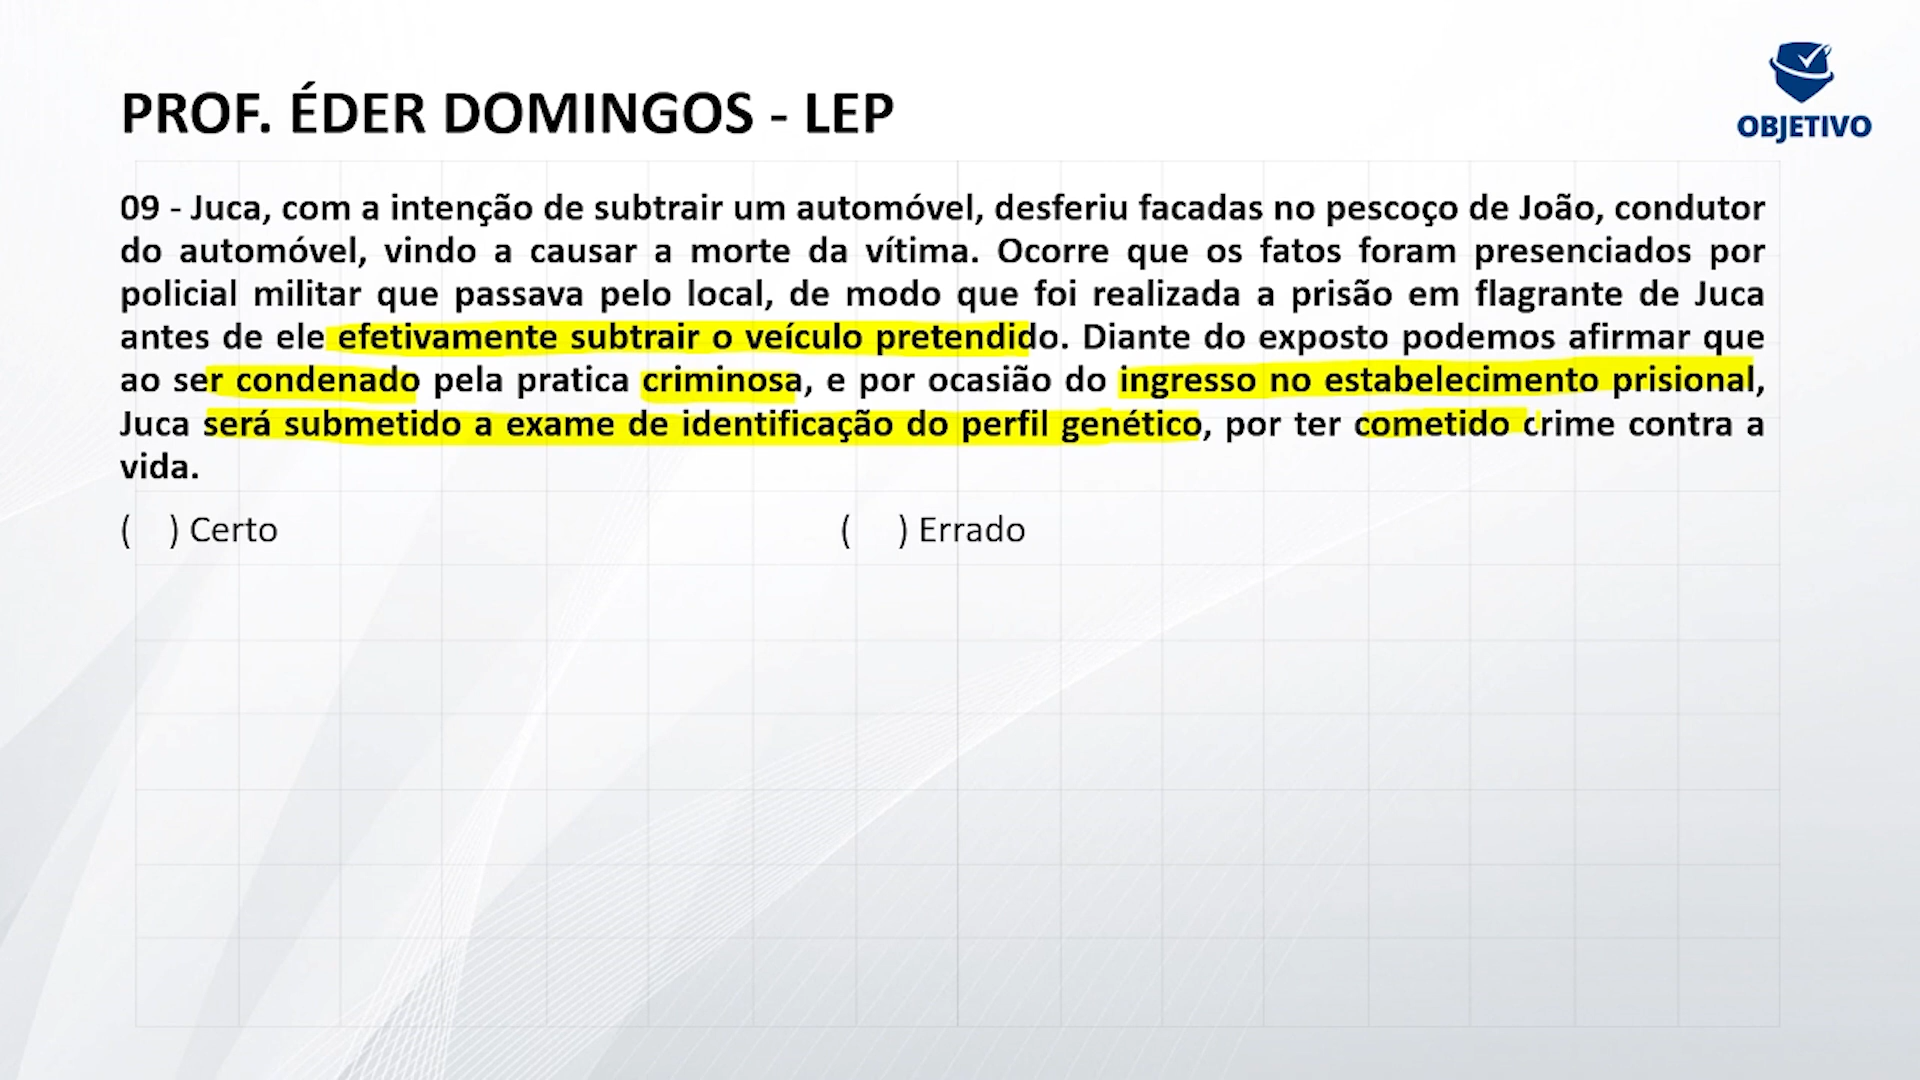 OBJETIVO
PROF. ÉDER DOMINGOS - LEP
09 - Juca, com a intenção de subtrair um automóvel, desferiu facadas no pescoço de João, condutor
do automóvel, vindo a causar a morte da vítima. Ocorre que os fatos foram presenciados por
policial militar que passava pelo local, de modo que foi realizada a prisão em flagrante de Juca
antes de ele efetivamente subtrair o veículo pretendido. Diante do exposto podemos afirmar que
ao ser condenado pela pratica criminosa, e por ocasião do ingresso no estabelecimento prisional,
Juca será submetido a exame de identificação do perfil genético, por ter cometido crime contra a
vida.
(   ) Certo
(    ) Errado